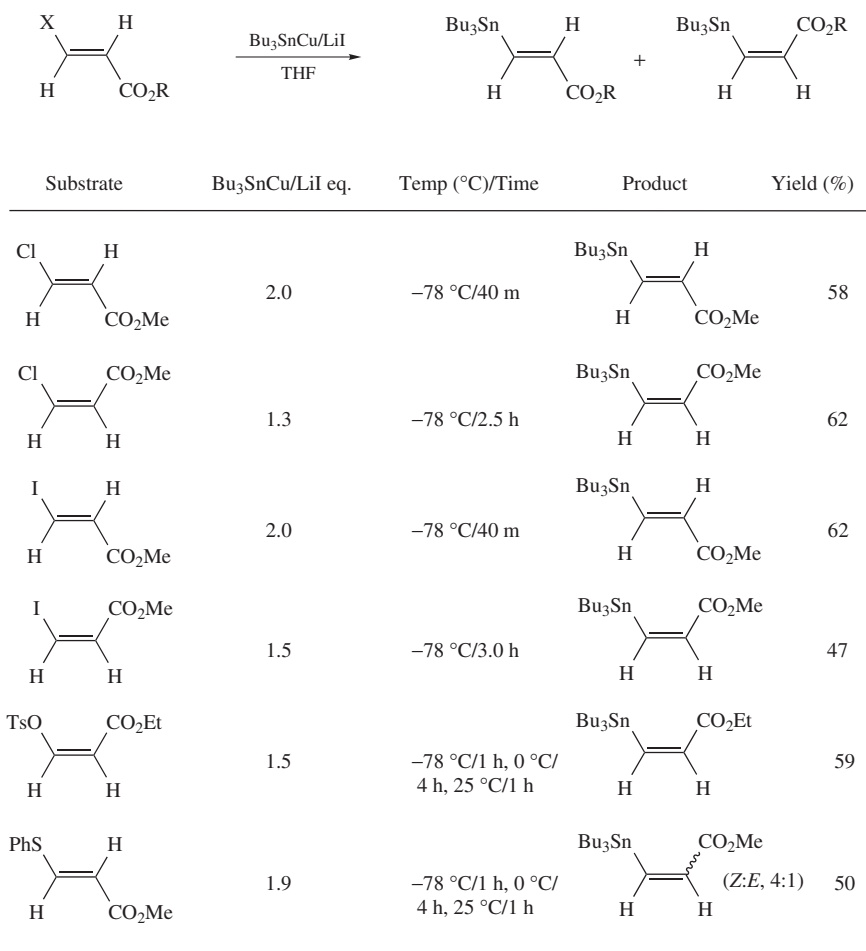 X H Bu₃SnCu/LiI THF H CO₂R Bu₃Sn H H CO₂R + Bu₃Sn CO₂R H H
Substrate Bu₃SnCu/LiI eq. Temp (°C)/Time Product Yield (%)
Cl H Bu₃Sn H
2.0 −78 °C/40 m 58
H CO₂Me H CO₂Me
Cl CO₂Me Bu₃Sn CO₂Me
1.3 −78 °C/2.5 h 62
H H H H
I H Bu₃Sn H
2.0 −78 °C/40 m 62
H CO₂Me H CO₂Me
I CO₂Me Bu₃Sn CO₂Me
1.5 −78 °C/3.0 h 47
H H H H
TsO CO₂Et Bu₃Sn CO₂Et
1.5 −78 °C/1 h, 0 °C/ 59
4 h, 25 °C/1 h
H H H H
PhS H Bu₃Sn CO₂Me
1.9 −78 °C/1 h, 0 °C/ (Z:E, 4:1) 50
4 h, 25 °C/1 h
H CO₂Me H H